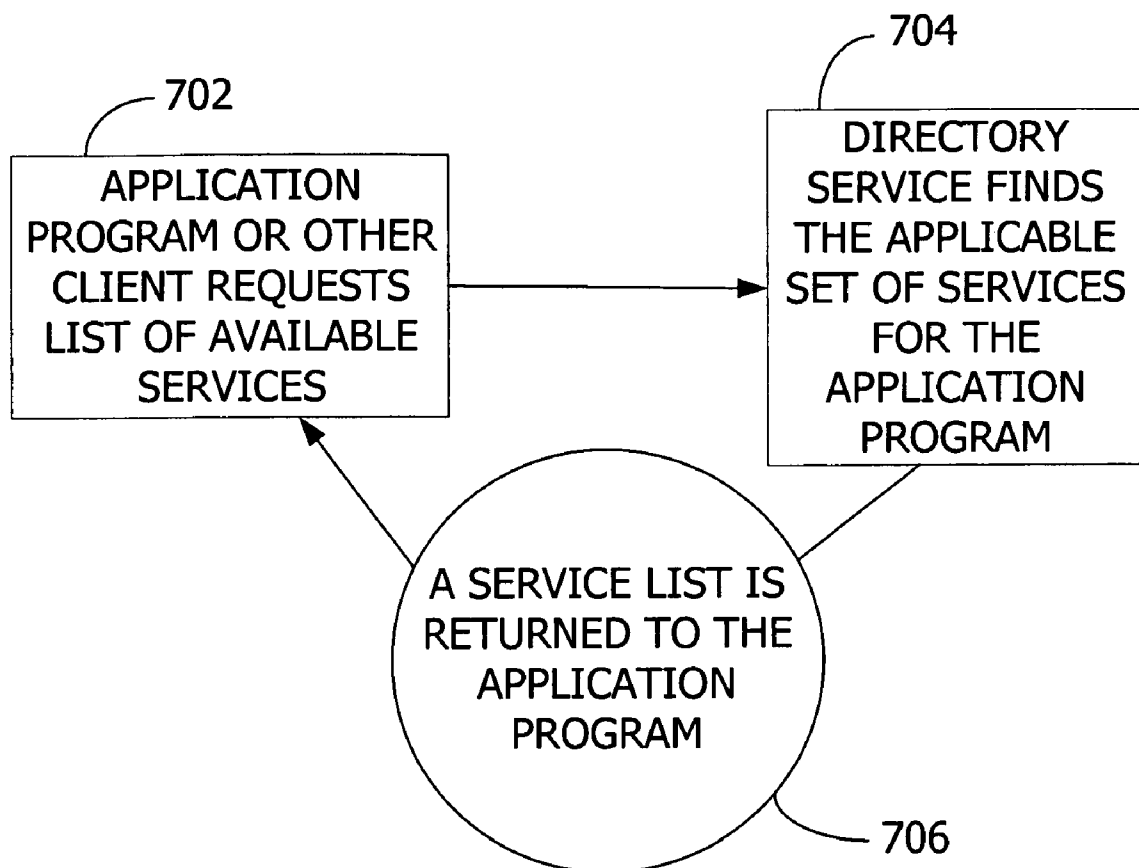 702
APPLICATION
PROGRAM OR OTHER
CLIENT REQUESTS
LIST OF AVAILABLE
SERVICES
704
DIRECTORY
SERVICE FINDS
THE APPLICABLE
SET OF SERVICES
FOR THE
APPLICATION
PROGRAM
A SERVICE LIST IS
RETURNED TO THE
APPLICATION
PROGRAM
706